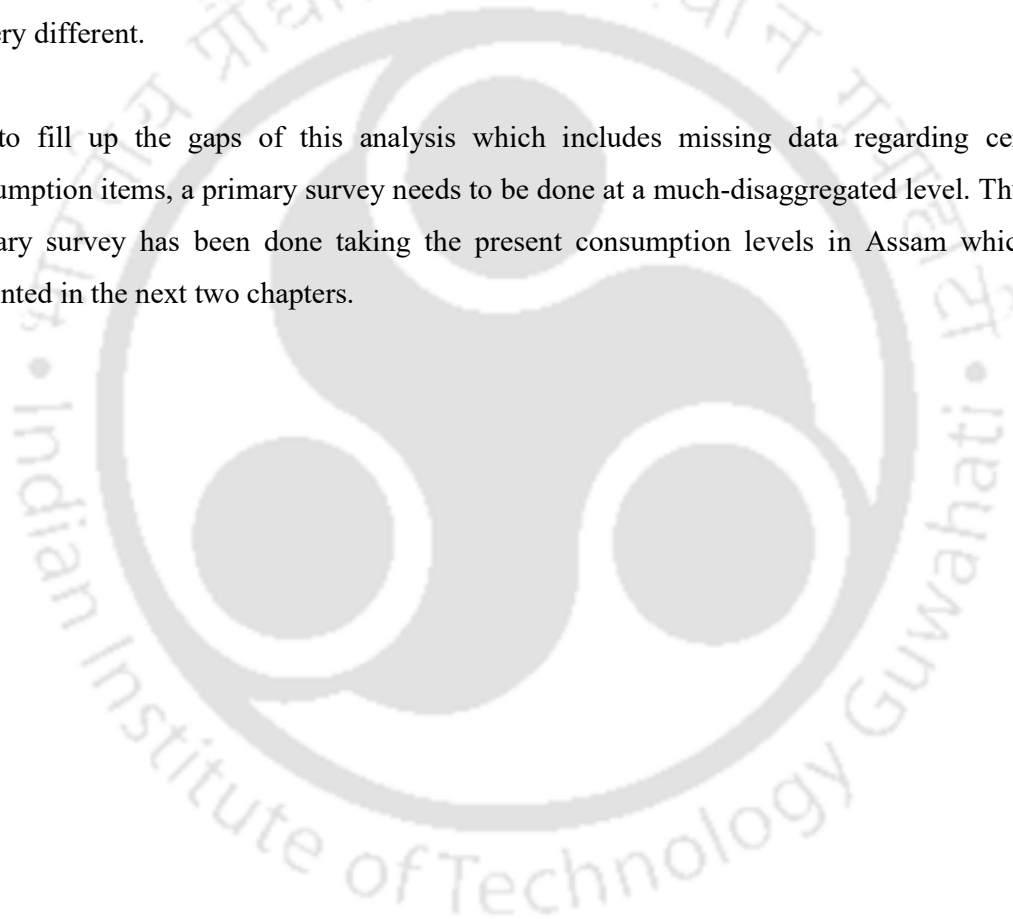 ery different.
to fill up the gaps of this analysis which includes missing data regarding ce
umption items, a primary survey needs to be done at a much-disaggregated level. Th
ary survey has been done taking the present consumption levels in Assam whic
nted in the next two chapters.
Indian Institute of Technology Guwahati